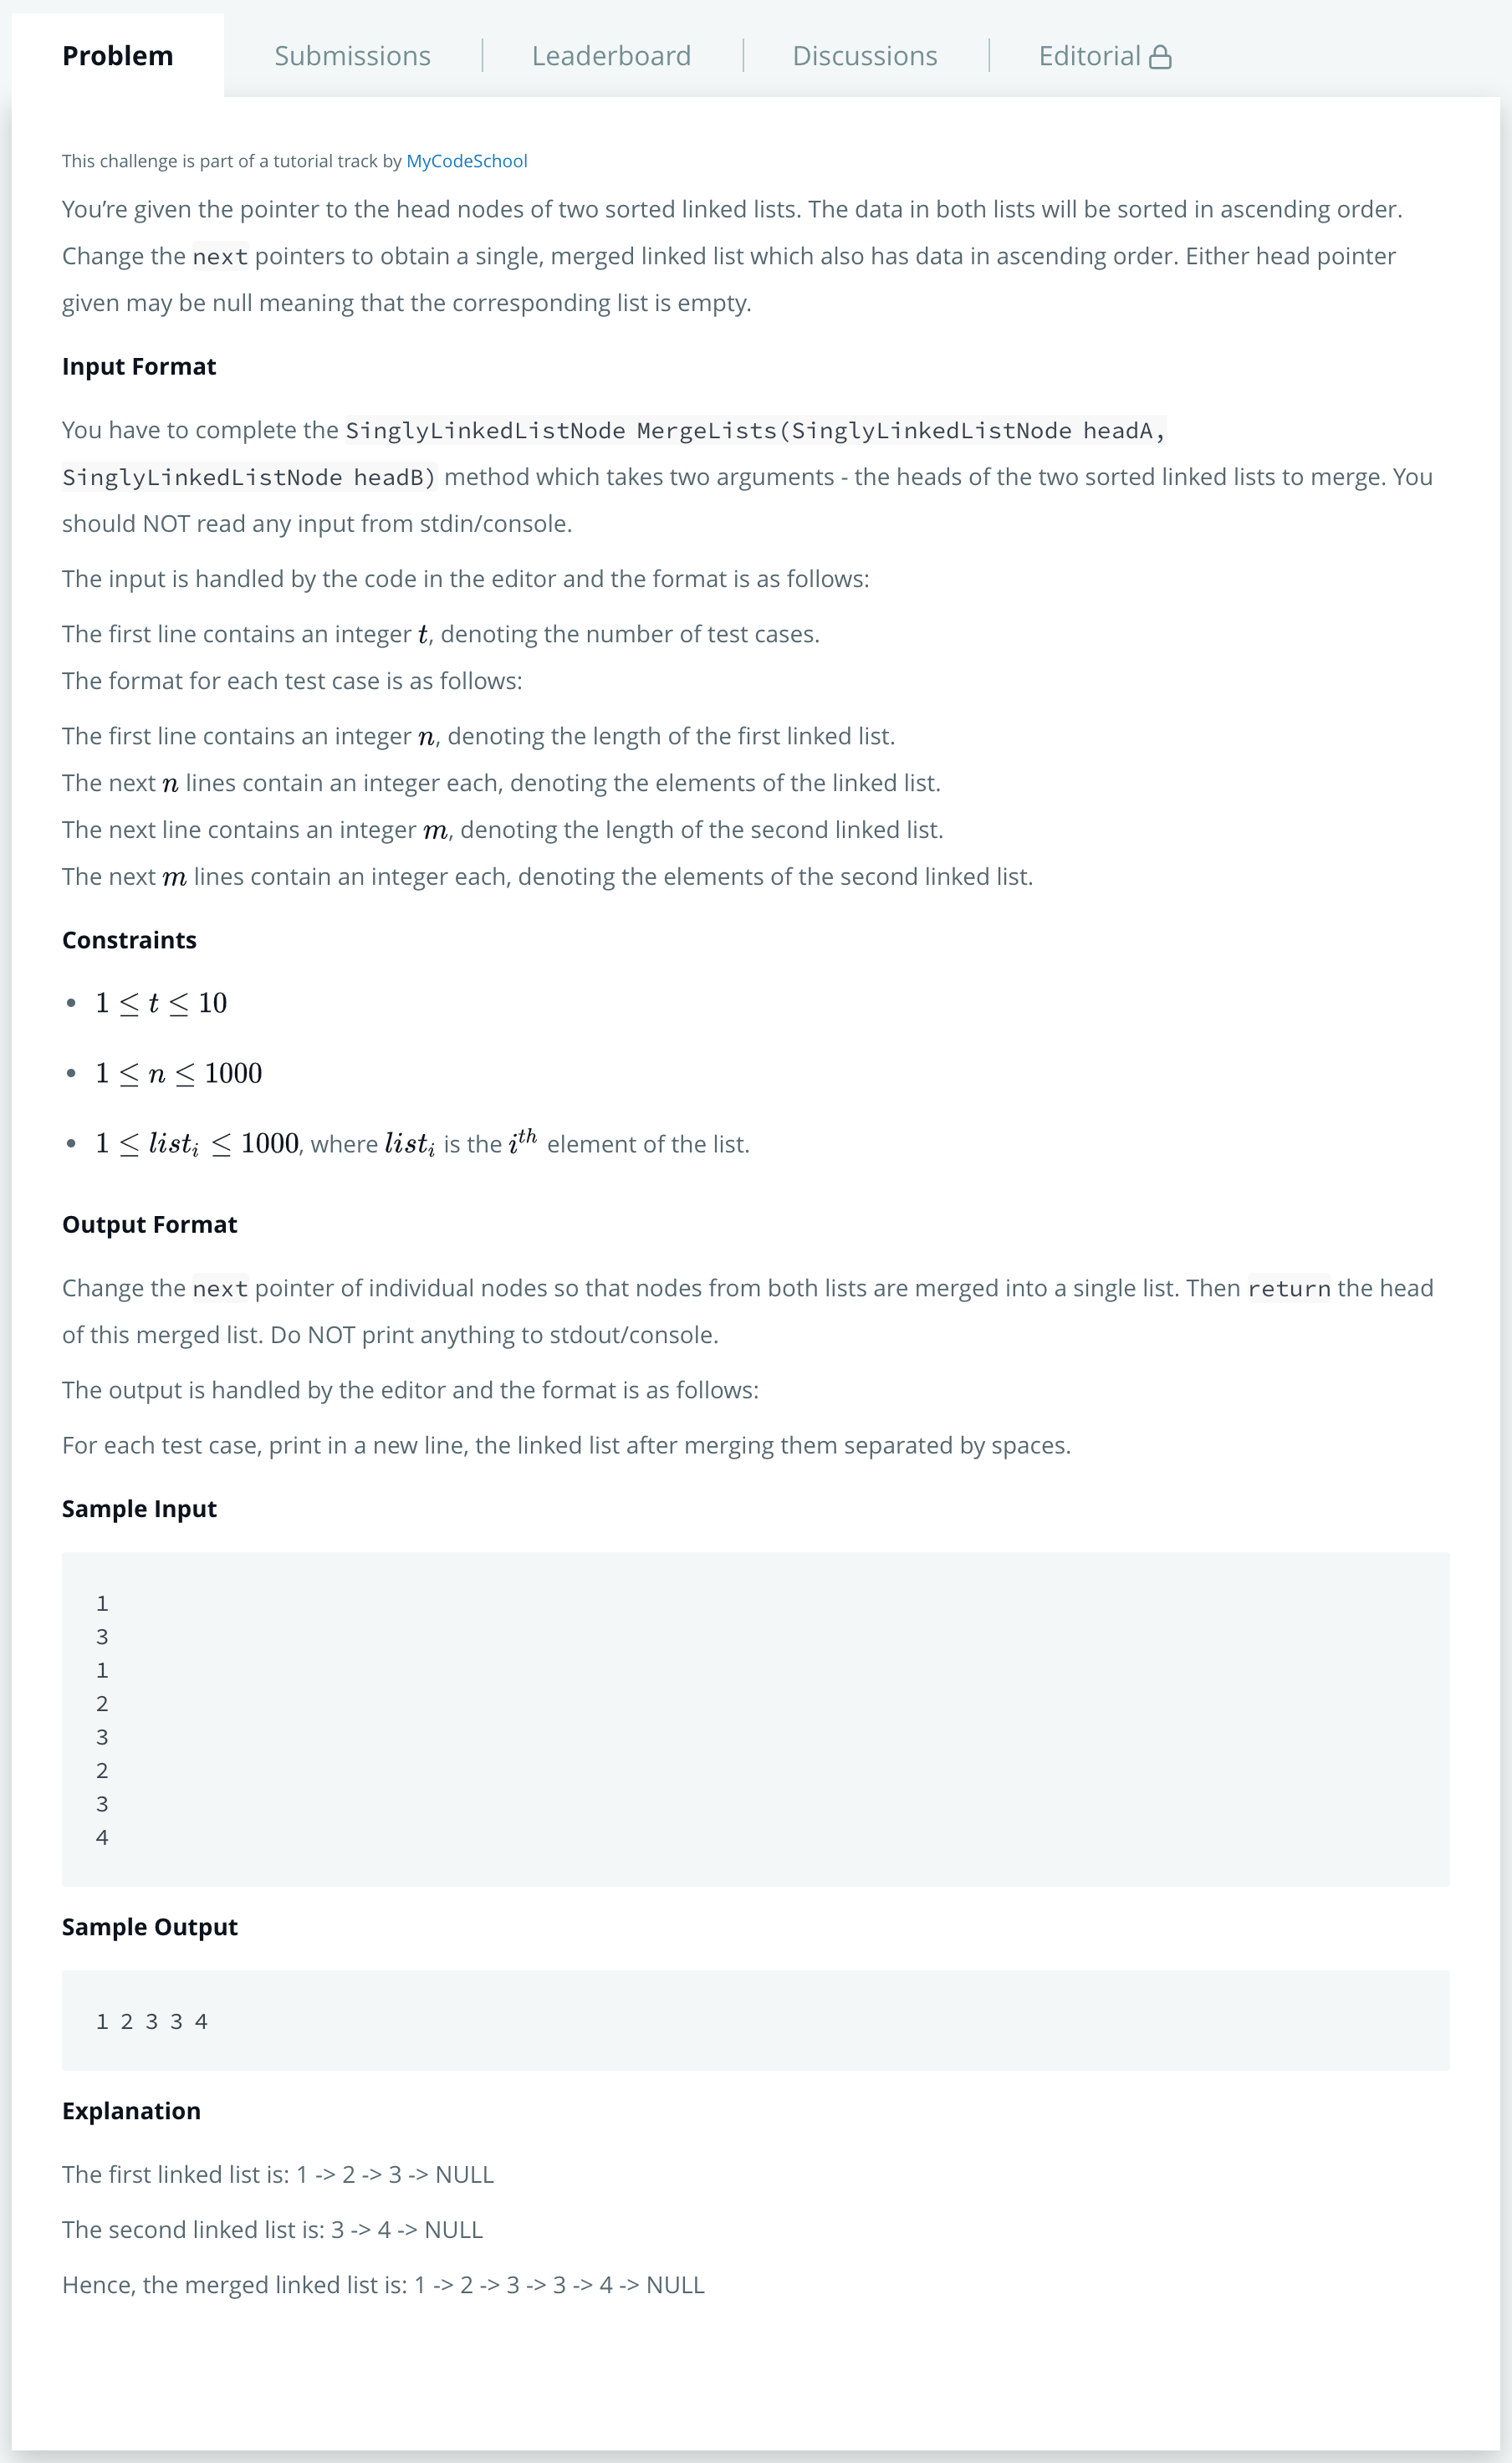 Problem
Submissions
Leaderboard
Discussions
Editorial
This challenge is part of a tutorial track by MyCodeSchool
You’re given the pointer to the head nodes of two sorted linked lists. The data in both lists will be sorted in ascending order.
Change the next pointers to obtain a single, merged linked list which also has data in ascending order. Either head pointer
given may be null meaning that the corresponding list is empty.
Input Format
You have to complete the SinglyLinkedListNode MergeLists(SinglyLinkedListNode headA,
SinglyLinkedListNode headB) method which takes two arguments - the heads of the two sorted linked lists to merge. You
should NOT read any input from stdin/console.
The input is handled by the code in the editor and the format is as follows:
The first line contains an integer t, denoting the number of test cases.
The format for each test case is as follows:
The first line contains an integer n, denoting the length of the first linked list.
The next n lines contain an integer each, denoting the elements of the linked list.
The next line contains an integer m, denoting the length of the second linked list.
The next m lines contain an integer each, denoting the elements of the second linked list.
Constraints
• 1 ≤ t ≤ 10
• 1 ≤ n ≤ 1000
• 1 ≤ list_i ≤ 1000, where list_i is the i^th element of the list.
Output Format
Change the next pointer of individual nodes so that nodes from both lists are merged into a single list. Then return the head
of this merged list. Do NOT print anything to stdout/console.
The output is handled by the editor and the format is as follows:
For each test case, print in a new line, the linked list after merging them separated by spaces.
Sample Input
1
3
1
2
3
2
3
4
Sample Output
1 2 3 3 4
Explanation
The first linked list is: 1 -> 2 -> 3 -> NULL
The second linked list is: 3 -> 4 -> NULL
Hence, the merged linked list is: 1 -> 2 -> 3 -> 3 -> 4 -> NULL